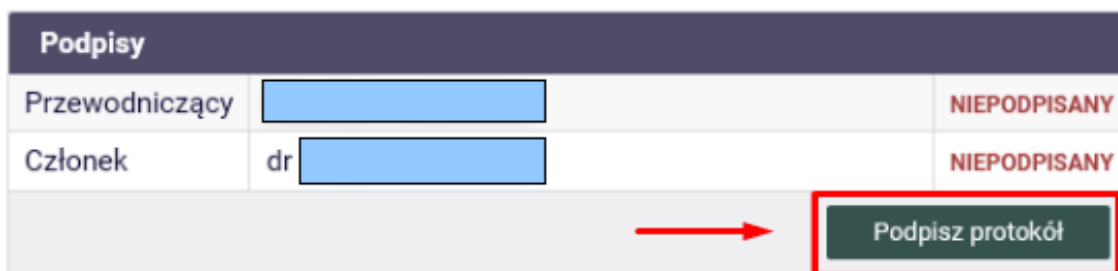 Podpisy
Przewodniczący NIEPODPISANY
Członek dr NIEPODPISANY
Podpisz protokół